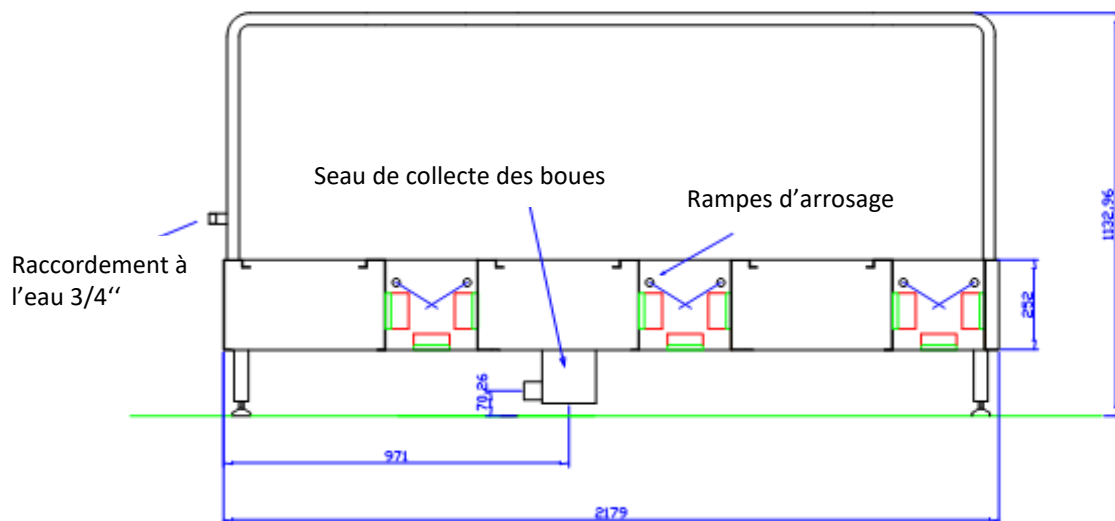 Seau de collecte des boues
Rampes d’arrosage
Raccordement à
l’eau 3/4‘‘
1132,96
252
70,26
971
2179